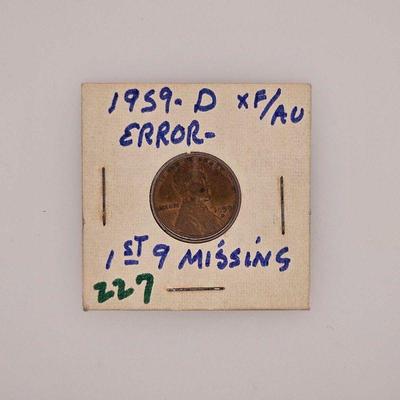 1959-D XF/AU
ERROR-
1ST 9 MISSING
227